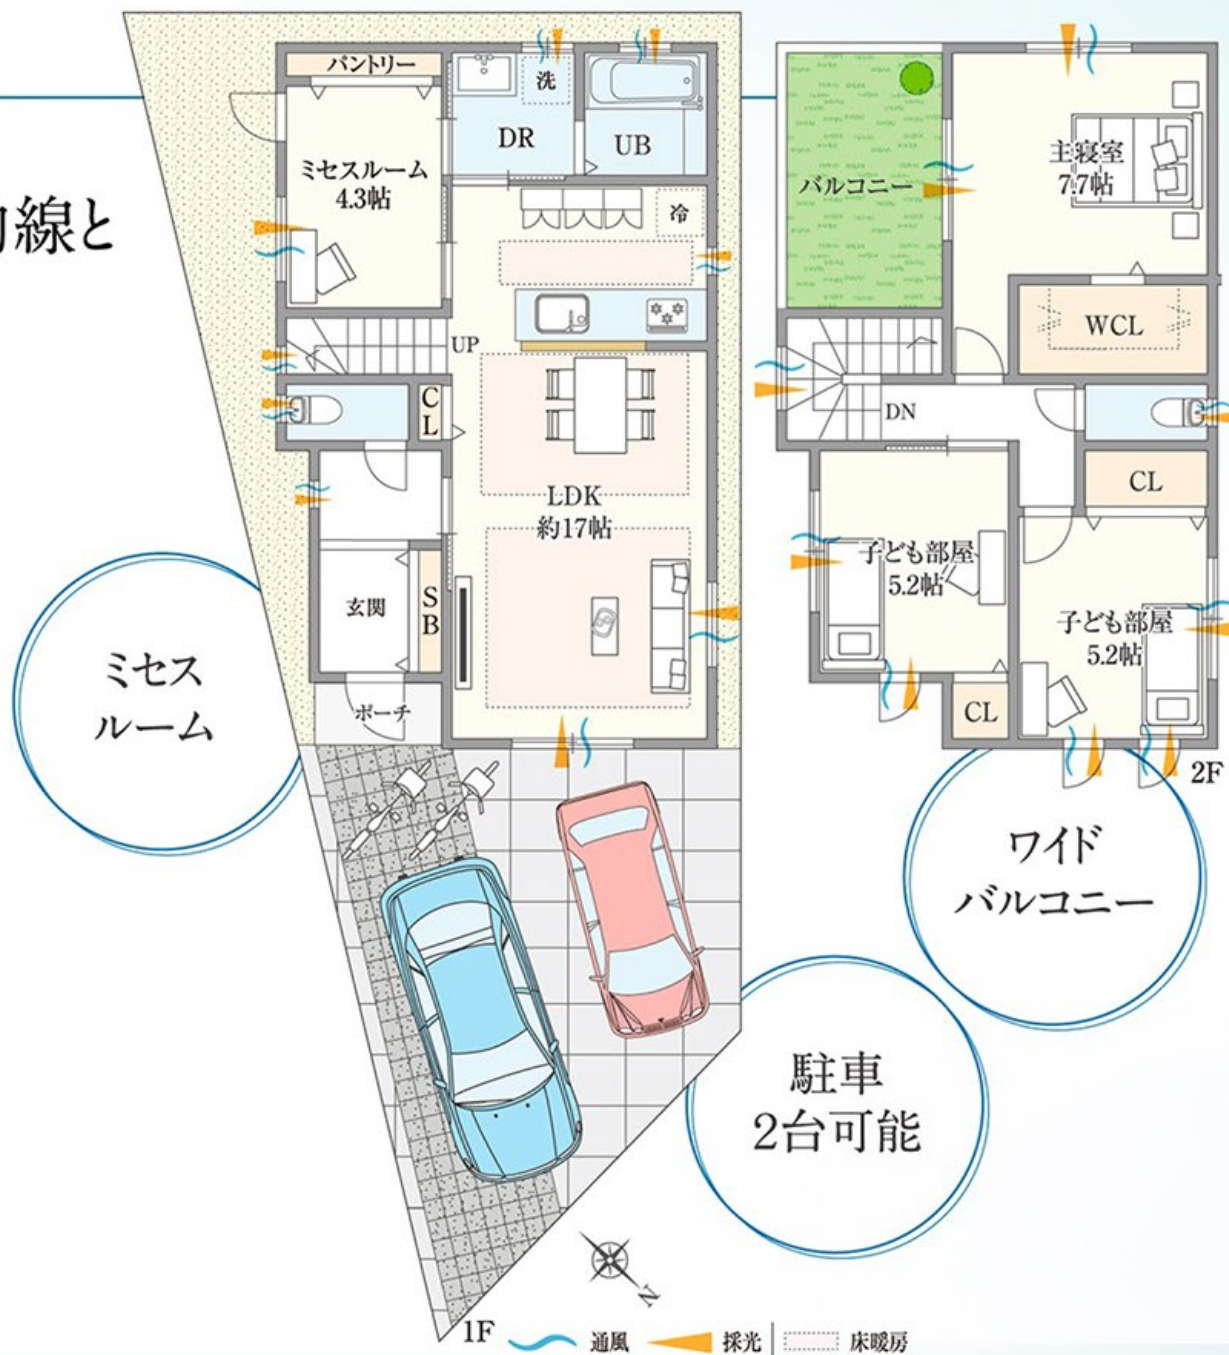 線と
パントリー
洗
DR
UB
ミセスルーム
4.3帖
冷
UP
CL
LDK
約17帖
玄関
SB
ポーチ
バルコニー
主寝室
7.7帖
WCL
DN
CL
子ども部屋
5.2帖
子ども部屋
5.2帖
CL
2F
ミセス
ルーム
ワイド
バルコニー
駐車
2台可能
N
1F
通風
採光
床暖房